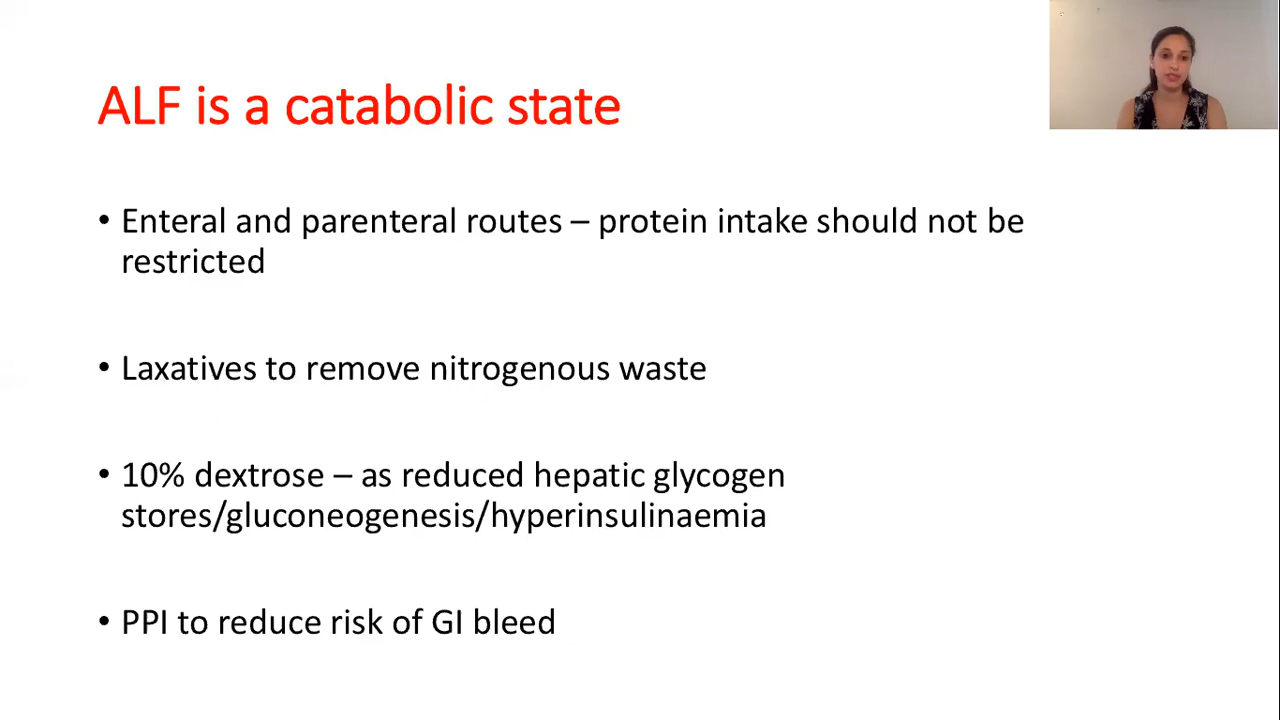 ALF is a catabolic state
• Enteral and parenteral routes – protein intake should not be
restricted
• Laxatives to remove nitrogenous waste
• 10% dextrose – as reduced hepatic glycogen
stores/gluconeogenesis/hyperinsulinaemia
• PPI to reduce risk of GI bleed